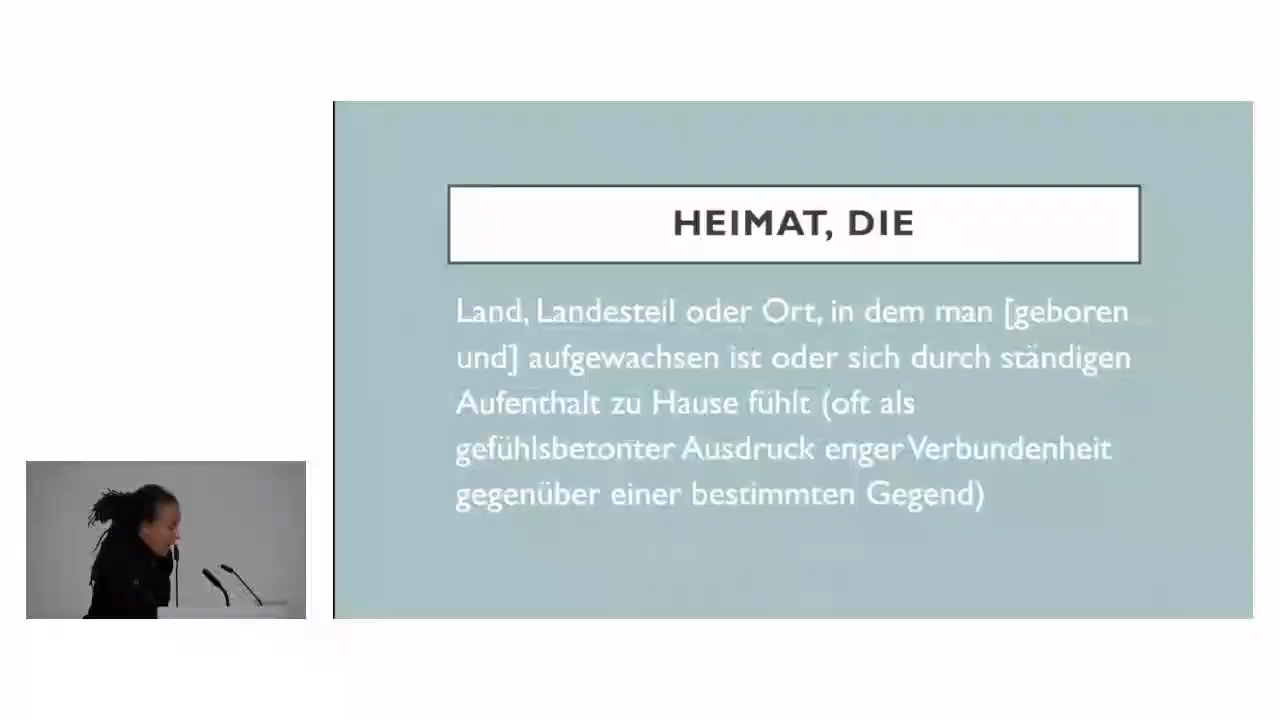 HEIMAT, DIE
Land, Landesteil oder Ort, in dem man [geboren
und] aufgewachsen ist oder sich durch ständigen
Aufenthalt zu Hause fühlt (oft als
gefühlsbetonter Ausdruck enger Verbundenheit
gegenüber einer bestimmten Gegend)